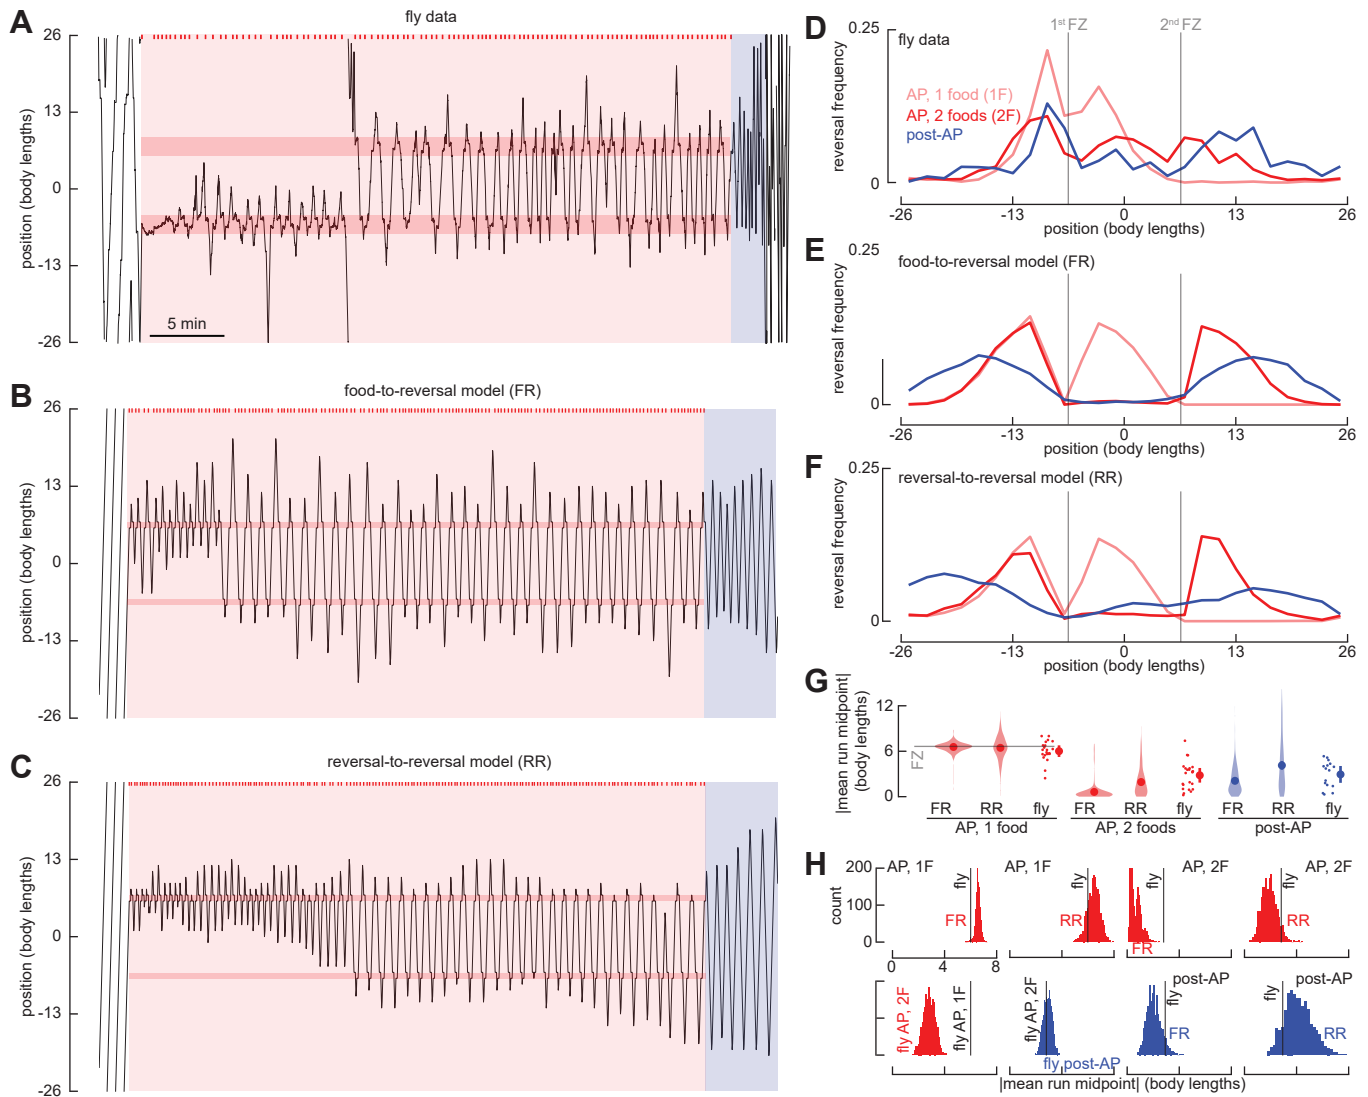 A
fly data
26
13
0
-13
-26
position (body lengths)
5 min
B
food-to-reversal model (FR)
26
13
0
-13
-26
position (body lengths)
C
reversal-to-reversal model (RR)
26
13
0
-13
-26
position (body lengths)
D
0.25
0
reversal frequency
fly data
1st FZ
2nd FZ
AP, 1 food (1F)
AP, 2 foods (2F)
post-AP
-26
-13
0
13
26
position (body lengths)
E
0.25
0
reversal frequency
food-to-reversal model (FR)
-26
-13
0
13
26
position (body lengths)
F
0.25
0
reversal frequency
reversal-to-reversal model (RR)
-26
-13
0
13
26
position (body lengths)
G
|mean run midpoint|
(body lengths)
12
6
0
FZ
FR
RR
fly
AP, 1 food
FR
RR
fly
AP, 2 foods
FR
RR
fly
post-AP
H
count
200
100
0
0
4
8
AP, 1F
fly
FR
AP, 1F
fly
RR
AP, 2F
fly
FR
AP, 2F
fly
RR
fly AP, 2F
fly AP, 1F
fly AP, 2F
fly post-AP
post-AP
fly
FR
post-AP
fly
RR
|mean run midpoint| (body lengths)